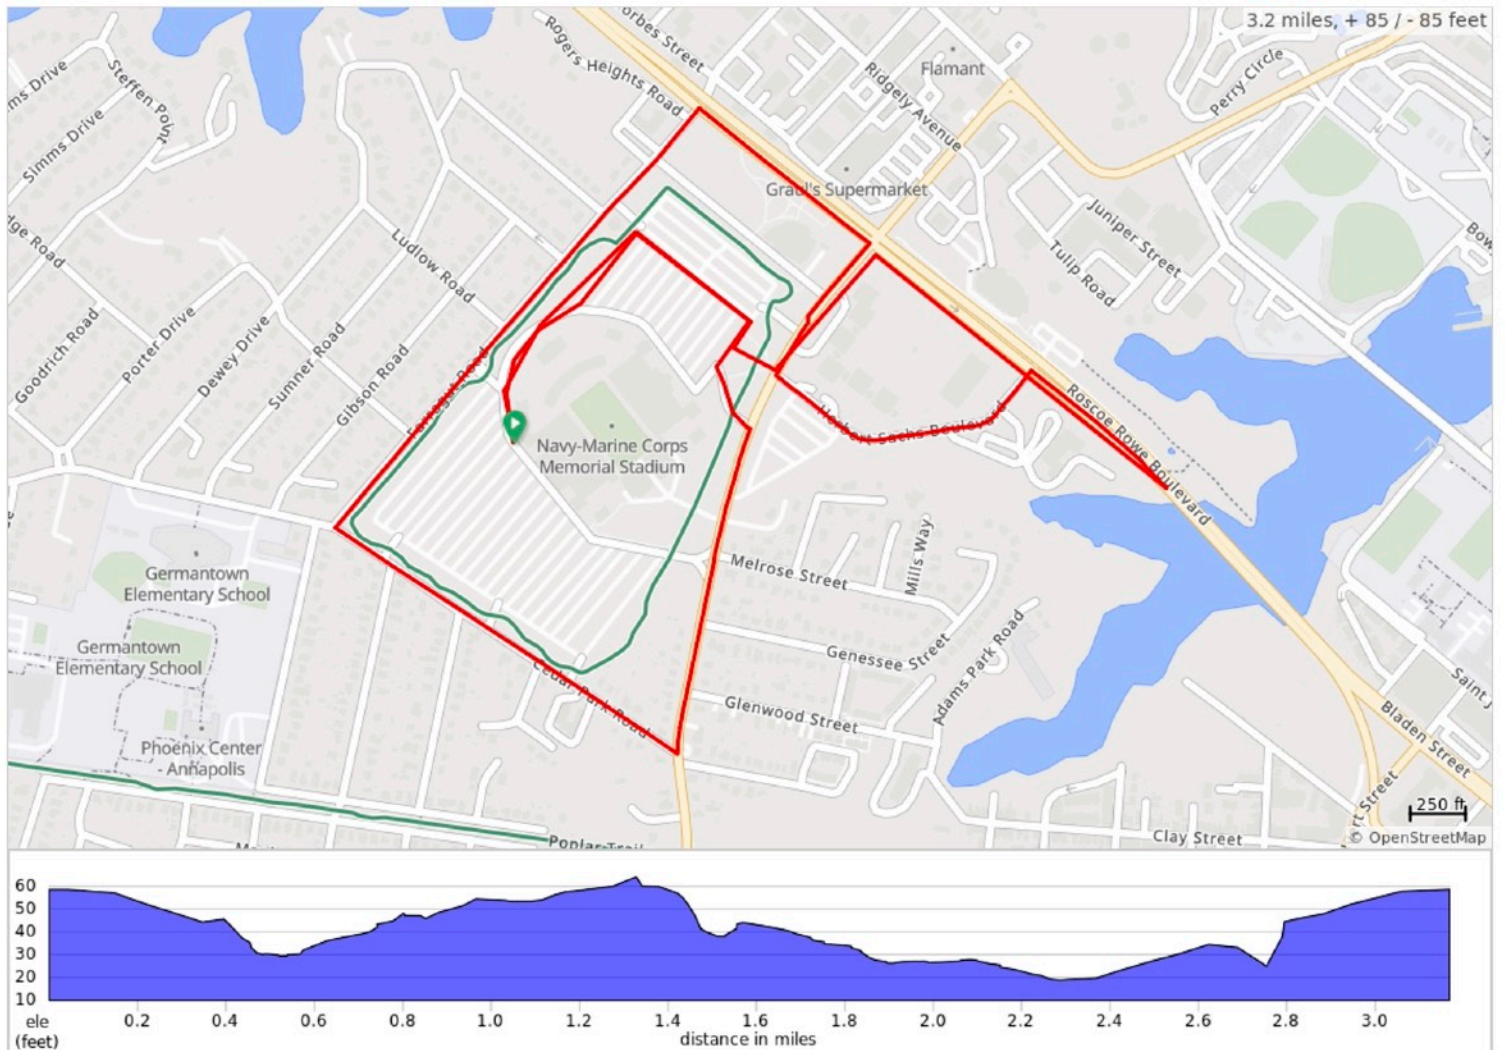 3.2 miles, + 85 / - 85 feet
Forbes Street
Rogers Heights Road
Steffen Point
Simms Drive
Ridgely Avenue
Flamant
Perry Circle
Graul's Supermarket
Juniper Street
Tulip Road
Ludlow Road
Goodrich Road
Porter Drive
Dewey Drive
Sumner Road
Gibson Road
Farragut Road
Navy-Marine Corps
Memorial Stadium
Herbert Sachs Boulevard
Roscoe Rowe Boulevard
Melrose Street
Mills Way
Genessee Street
Adams Park Road
Glenwood Street
Cedar Park Road
Germantown
Elementary School
Germantown
Elementary School
Phoenix Center
Annapolis
Poplar Trail
Bladen Street
Clay Street
250 ft
© OpenStreetMap
60
50
40
30
20
10
ele
(feet)
0.2 0.4 0.6 0.8 1.0 1.2 1.4 1.6 1.8 2.0 2.2 2.4 2.6 2.8 3.0
distance in miles